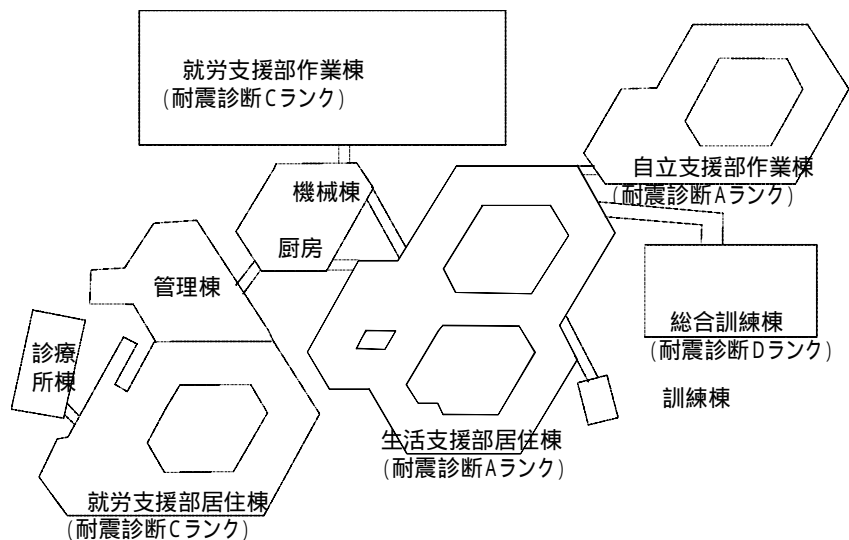 就労支援部作業棟
(耐震診断Cランク)
自立支援部作業棟
(耐震診断Aランク)
機械棟
厨房
管理棟
総合訓練棟
(耐震診断Dランク)
診療
所棟
訓練棟
生活支援部居住棟
(耐震診断Aランク)
就労支援部居住棟
(耐震診断Cランク)